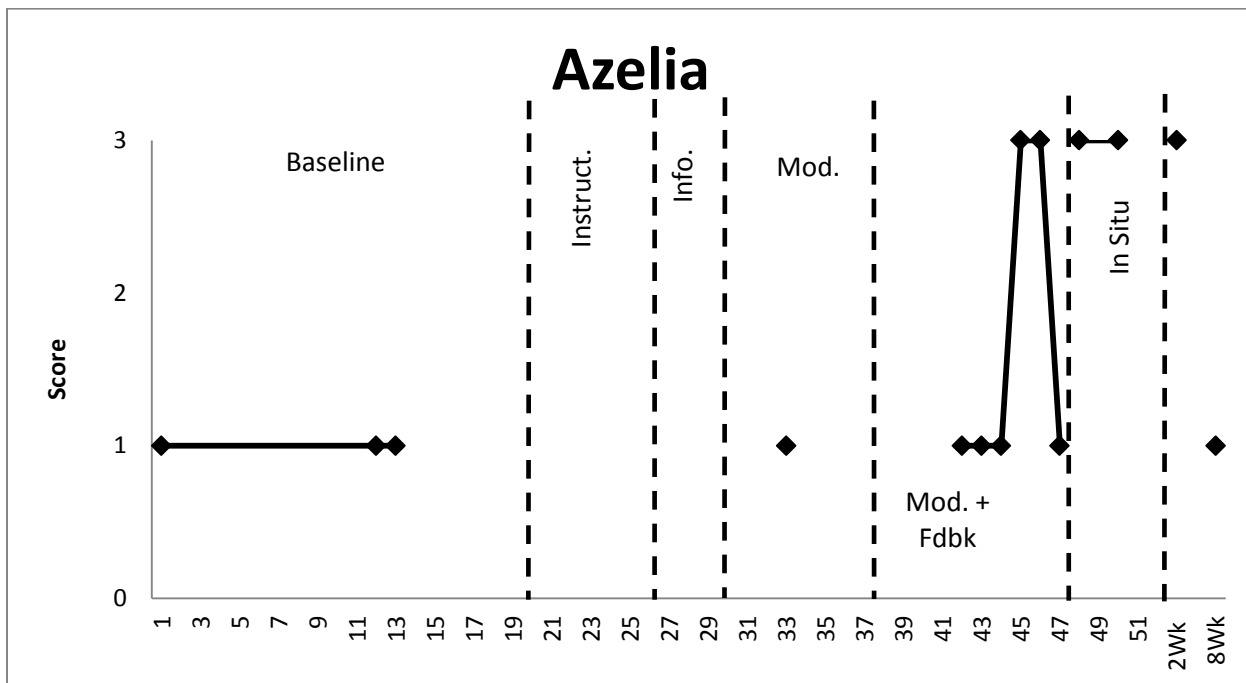 Azelia
3
Baseline
Instruct.
Info.
Mod.
In Situ
2
Score
1
Mod. +
Fdbk
0
1 3 5 7 9 11 13 15 17 19 21 23 25 27 29 31 33 35 37 39 41 43 45 47 49 51 2Wk 8Wk